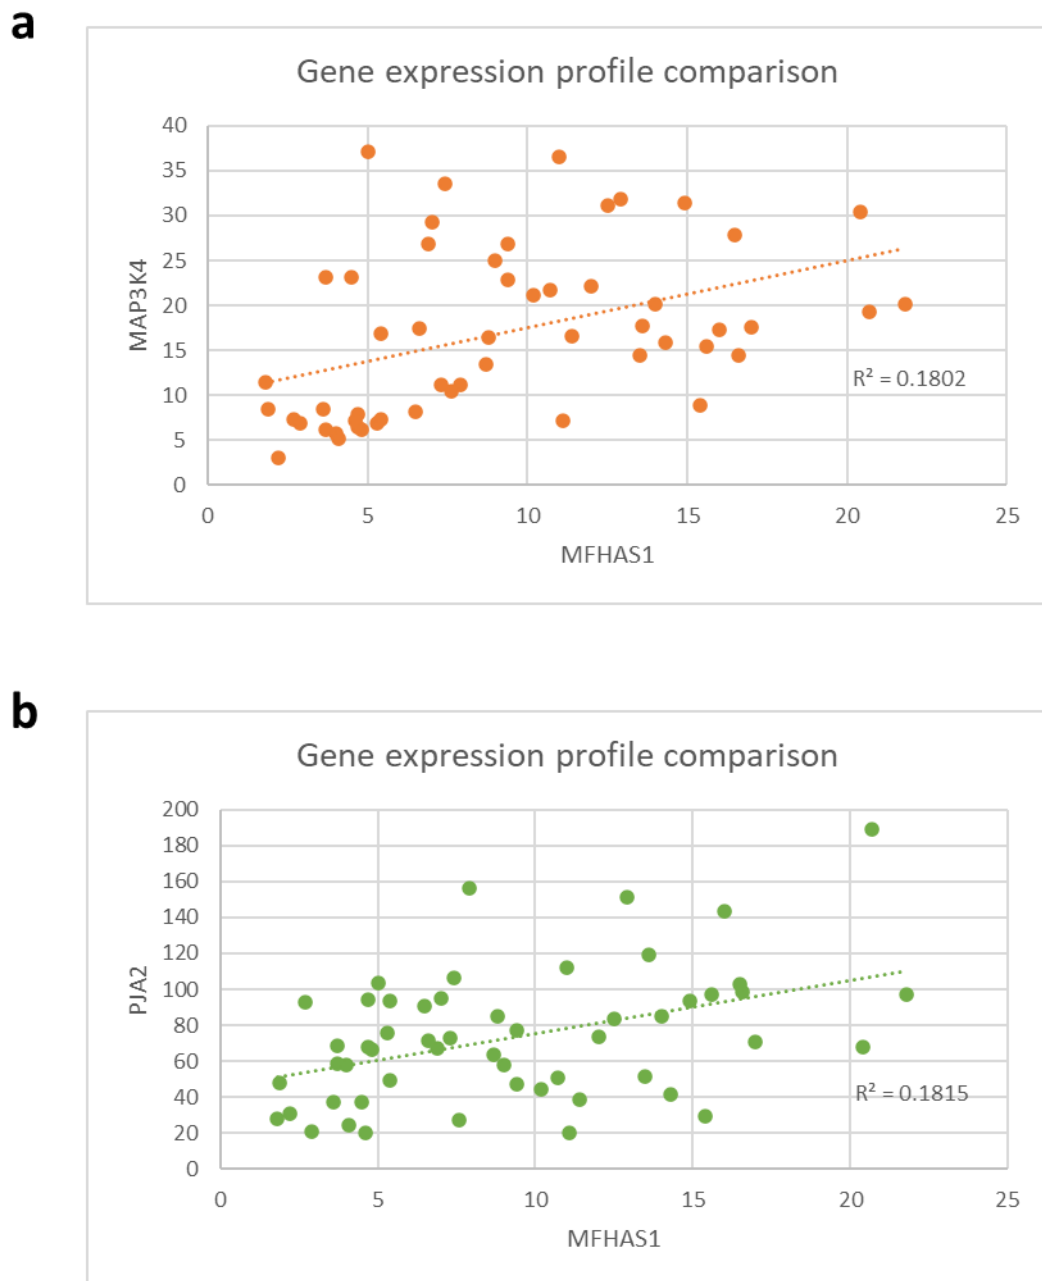 a
Gene expression profile comparison
40
35
30
25
20
15
10
5
0
MAP3K4
R² = 0.1802
0 5 10 15 20 25
MFHAS1
b
Gene expression profile comparison
200
180
160
140
120
100
80
60
40
20
0
PJA2
R² = 0.1815
0 5 10 15 20 25
MFHAS1